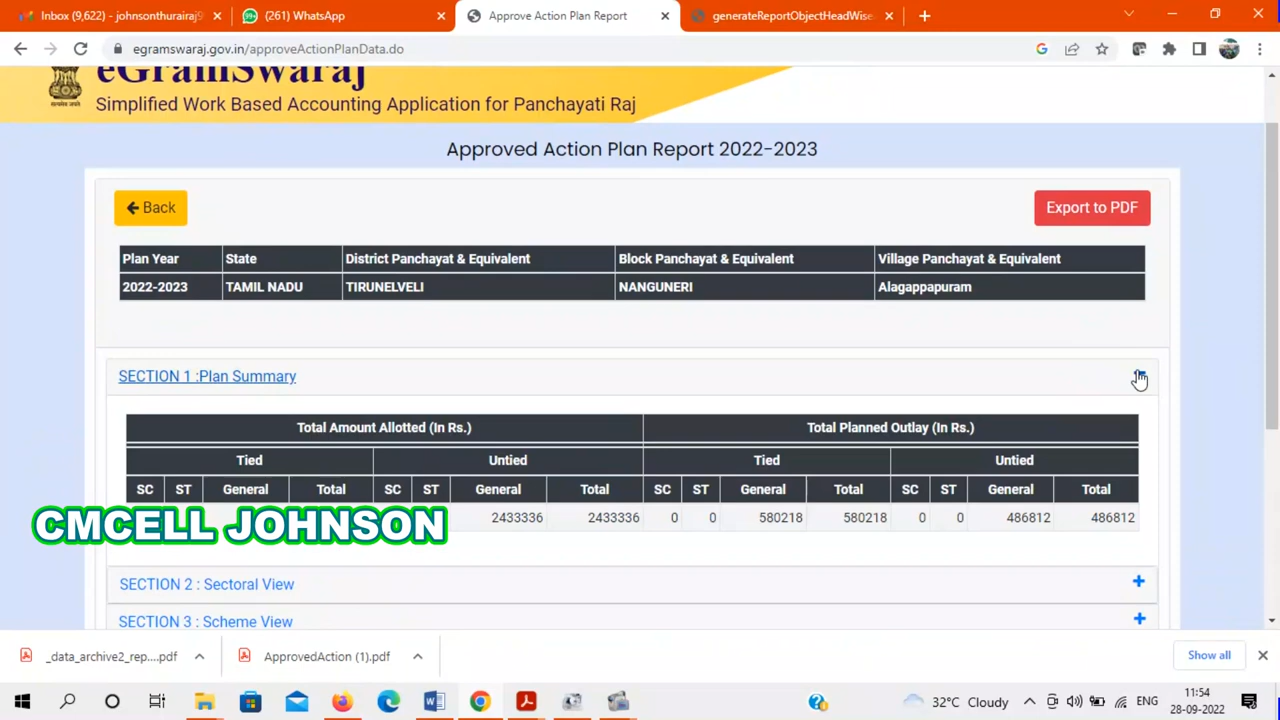 Inbox (9,622) - johnsonthurairaj9
(261) WhatsApp
Approve Action Plan Report
generateReportObjectHeadWise
egramswaraj.gov.in/approveActionPlanData.do
eGramSwaraj
Simplified Work Based Accounting Application for Panchayati Raj
Approved Action Plan Report 2022-2023
Back
Export to PDF
Plan Year State District Panchayat & Equivalent Block Panchayat & Equivalent Village Panchayat & Equivalent
2022-2023 TAMIL NADU TIRUNELVELI NANGUNERI Alagappapuram
SECTION 1 :Plan Summary
Total Amount Allotted (In Rs.) Total Planned Outlay (In Rs.)
Tied Untied Tied Untied
SC ST General Total SC ST General Total SC ST General Total SC ST General Total
2433336 2433336 0 0 580218 580218 0 0 486812 486812
CMCELL JOHNSON
SECTION 2 : Sectoral View
SECTION 3 : Scheme View
_data_archive2_rep....pdf
ApprovedAction (1).pdf
Show all
32°C Cloudy
ENG
11:54
28-09-2022